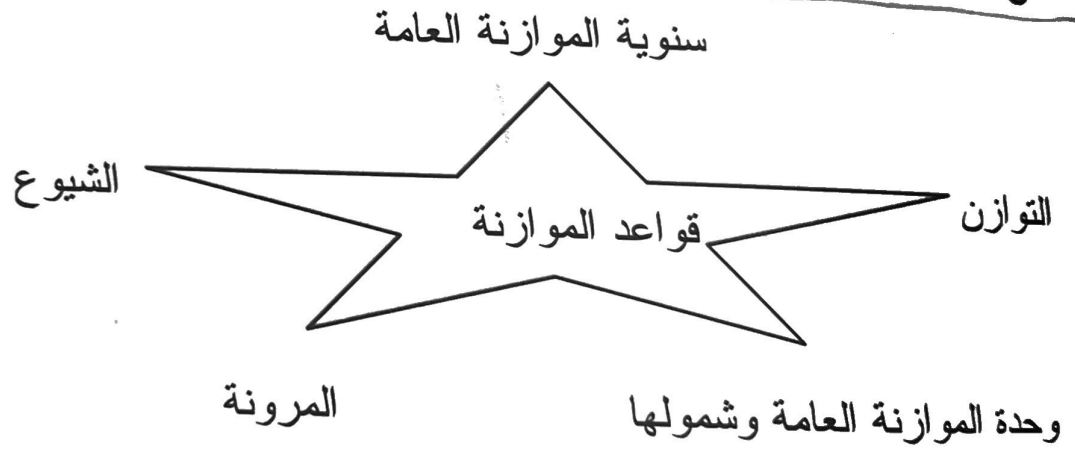 سنوية الموازنة العامة
الشيوع
التوازن
قواعد الموازنة
المرونة
وحدة الموازنة العامة وشمولها